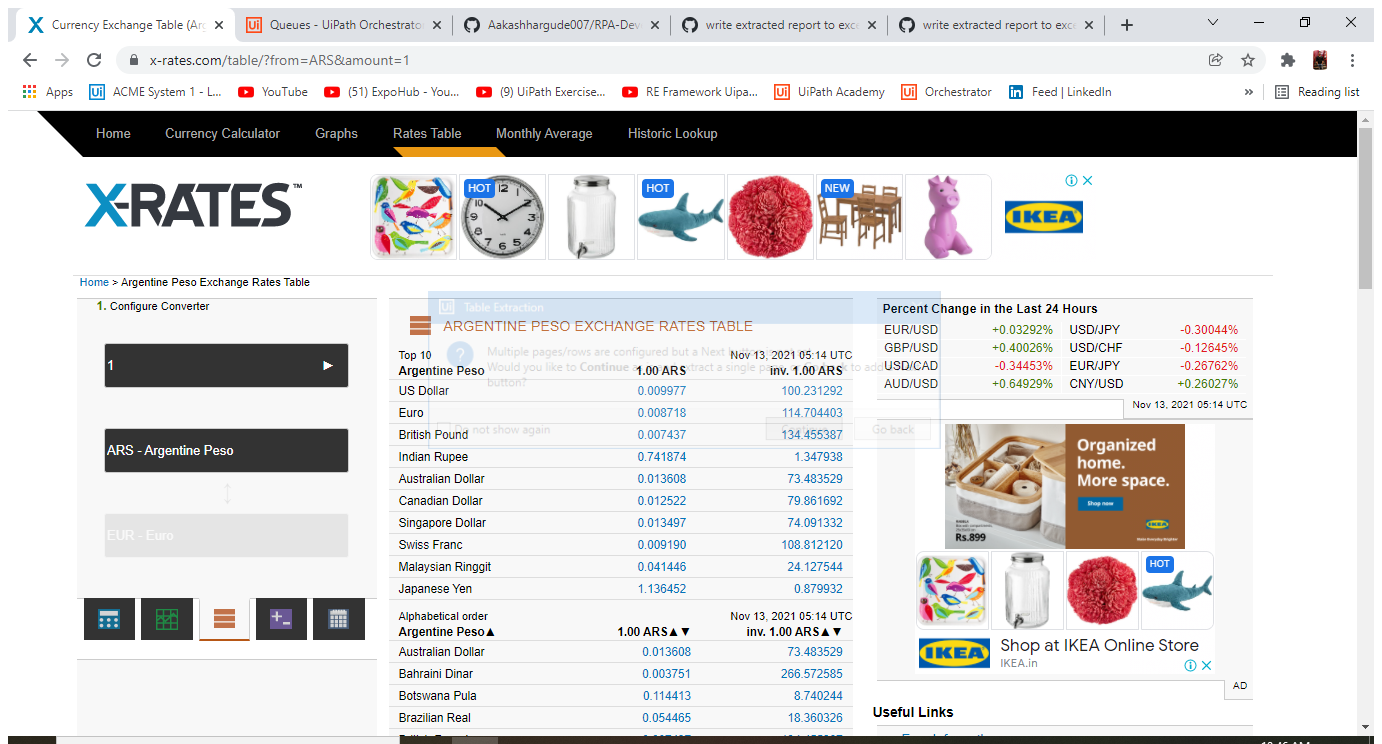 Currency Exchange Table (Arg
Queues - UiPath Orchestrato
Aakashhargude007/RPA-Dev
write extracted report to exce
write extracted report to exce
x-rates.com/table/?from=ARS&amount=1
Apps
ACME System 1 - L...
YouTube
(51) ExpoHub - You...
(9) UiPath Exercise...
RE Framework Uipa...
UiPath Academy
Orchestrator
Feed | LinkedIn
»
Reading list
Home Currency Calculator Graphs Rates Table Monthly Average Historic Lookup
X-RATES™
HOT
HOT
NEW
IKEA
Home > Argentine Peso Exchange Rates Table
1. Configure Converter
1
ARS - Argentine Peso
EUR - Euro
Table Extraction
ARGENTINE PESO EXCHANGE RATES TABLE
Multiple pages/rows are configured but a Next
Would you like to Continue
extract a single
to add
button?
Do not show again
Go back
Top 10 Nov 13, 2021 05:14 UTC
Argentine Peso 1.00 ARS inv. 1.00 ARS
US Dollar 0.009977 100.231292
Euro 0.008718 114.704403
British Pound 0.007437 134.455387
Indian Rupee 0.741874 1.347938
Australian Dollar 0.013608 73.483529
Canadian Dollar 0.012522 79.861692
Singapore Dollar 0.013497 74.091332
Swiss Franc 0.009190 108.812120
Malaysian Ringgit 0.041446 24.127544
Japanese Yen 1.136452 0.879932
Alphabetical order Nov 13, 2021 05:14 UTC
Argentine Peso▲ 1.00 ARS▲▼ inv. 1.00 ARS▲▼
Australian Dollar 0.013608 73.483529
Bahraini Dinar 0.003751 266.572585
Botswana Pula 0.114413 8.740244
Brazilian Real 0.054465 18.360326
Percent Change in the Last 24 Hours
EUR/USD +0.03292% USD/JPY -0.30044%
GBP/USD +0.40026% USD/CHF -0.12645%
USD/CAD -0.34453% EUR/JPY -0.26762%
AUD/USD +0.64929% CNY/USD +0.26027%
Nov 13, 2021 05:14 UTC
Organized
home.
More space.
Shop now
IKEA
Rs.899
HOT
IKEA
Shop at IKEA Online Store
IKEA.in
AD
Useful Links